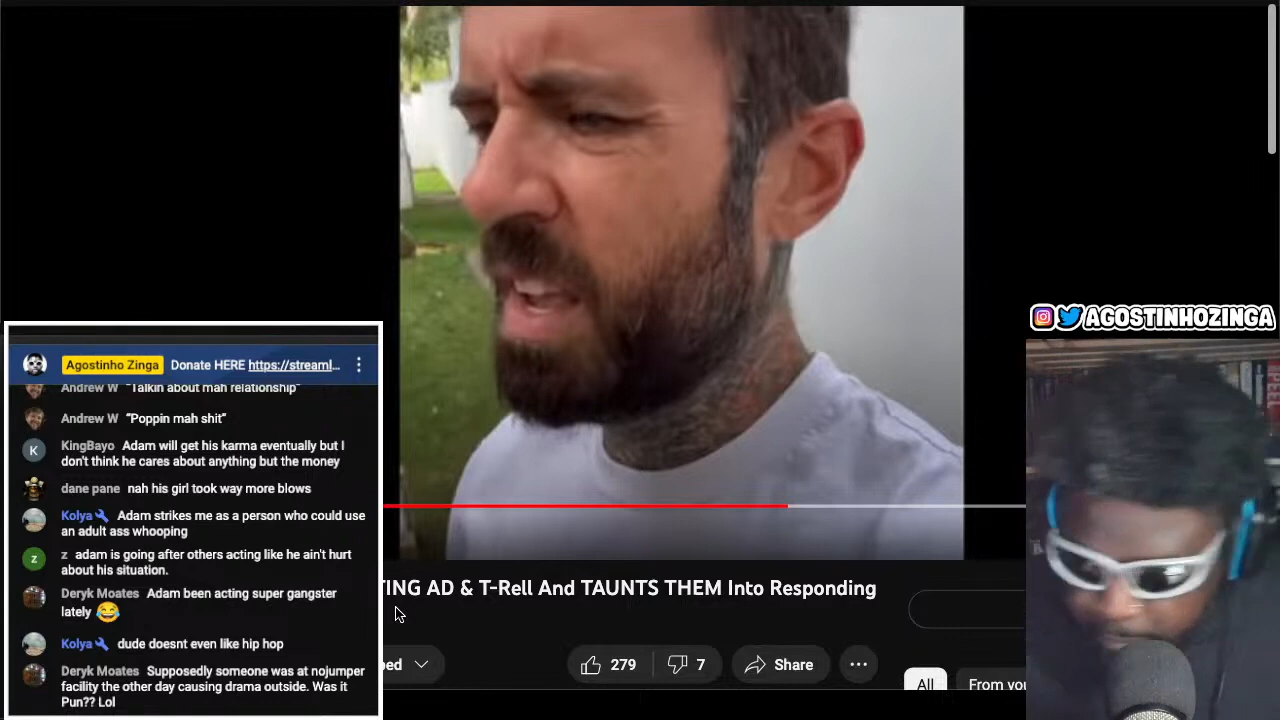 AGOSTINHOZINGA
Agostinho Zinga Donate HERE https://streaml...
Andrew W "Talkin about mah relationship"
Andrew W "Poppin mah shit"
K
KingBayo Adam will get his karma eventually but I
don't think he cares about anything but the money
dane pane nah his girl took way more blows
Kolya Adam strikes me as a person who could use
an adult ass whooping
z
z adam is going after others acting like he ain't hurt
about his situation.
Deryk Moates Adam been acting super gangster
lately
Kolya dude doesnt even like hip hop
Deryk Moates Supposedly someone was at nojumper
facility the other day causing drama outside. Was it
Pun?? Lol
TING AD & T-Rell And TAUNTS THEM Into Responding
bed
279
7
Share
All
From you